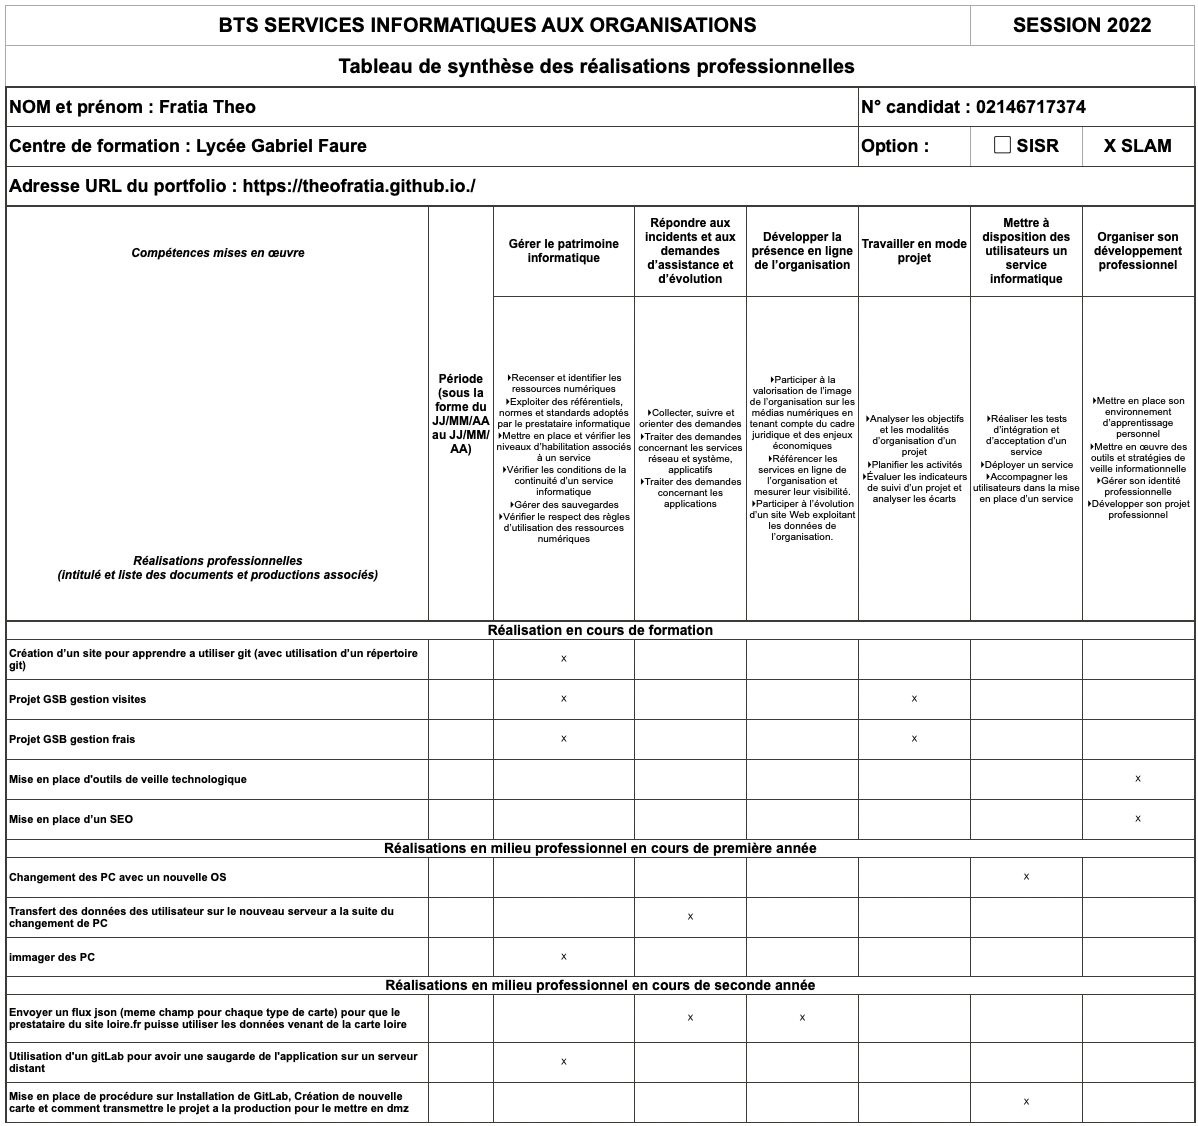 BTS SERVICES INFORMATIQUES AUX ORGANISATIONS
SESSION 2022
Tableau de synthèse des réalisations professionnelles
NOM et prénom : Fratia Theo
N° candidat : 02146717374
Centre de formation : Lycée Gabriel Faure
Option :
SISR
X SLAM
Adresse URL du portfolio : https://theofratia.github.io./
Compétences mises en œuvre
Réalisations professionnelles
(intitulé et liste des documents et productions associés)
Période
(sous la
forme du
JJ/MM/AA
au JJ/MM/
AA)
Gérer le patrimoine
informatique
Répondre aux
incidents et aux
demandes
d’assistance et
d’évolution
Développer la
présence en ligne
de l’organisation
Travailler en mode
projet
Mettre à
disposition des
utilisateurs un
service
informatique
Organiser son
développement
professionnel
‣Recenser et identifier les
ressources numériques
‣Exploiter des référentiels,
normes et standards adoptés
par le prestataire informatique
‣Mettre en place et vérifier les
niveaux d’habilitation associés
à un service
‣Vérifier les conditions de la
continuité d’un service
informatique
‣Gérer des sauvegardes
‣Vérifier le respect des règles
d’utilisation des ressources
numériques
‣Collecter, suivre et
orienter des demandes
‣Traiter des demandes
concernant les services
réseau et système,
applicatifs
‣Traiter des demandes
concernant les
applications
‣Participer à la
valorisation de l’image
de l’organisation sur les
médias numériques en
tenant compte du cadre
juridique et des enjeux
économiques
‣Référencer les
services en ligne de
l’organisation et
mesurer leur visibilité.
‣Participer à l’évolution
d’un site Web exploitant
les données de
l’organisation.
‣Analyser les objectifs
et les modalités
d’organisation d’un
projet
‣Planifier les activités
‣Évaluer les indicateurs
de suivi d’un projet et
analyser les écarts
‣Réaliser les tests
d’intégration et
d’acceptation d’un
service
‣Déployer un service
‣Accompagner les
utilisateurs dans la mise
en place d’un service
‣Mettre en place son
environnement
d’apprentissage
personnel
‣Mettre en œuvre des
outils et stratégies de
veille informationnelle
‣Gérer son identité
professionnelle
‣Développer son projet
professionnel
Réalisation en cours de formation
Création d’un site pour apprendre a utiliser git (avec utilisation d’un répertoire
git)
x
Projet GSB gestion visites
x x
Projet GSB gestion frais
x x
Mise en place d'outils de veille technologique
x
Mise en place d’un SEO
x
Réalisations en milieu professionnel en cours de première année
Changement des PC avec un nouvelle OS
x
Transfert des données des utilisateur sur le nouveau serveur a la suite du
changement de PC
x
immager des PC
x
Réalisations en milieu professionnel en cours de seconde année
Envoyer un flux json (meme champ pour chaque type de carte) pour que le
prestataire du site loire.fr puisse utiliser les données venant de la carte loire
x x
Utilisation d'un gitLab pour avoir une saugarde de l'application sur un serveur
distant
x
Mise en place de procédure sur Installation de GitLab, Création de nouvelle
carte et comment transmettre le projet a la production pour le mettre en dmz
x